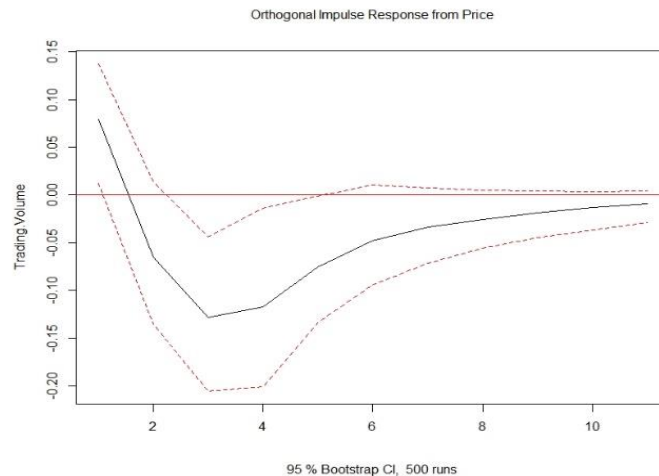 Orthogonal Impulse Response from Price
Trading.Volume
0.15
0.10
0.05
0.00
-0.05
-0.10
-0.15
-0.20
2 4 6 8 10
95 % Bootstrap CI, 500 runs